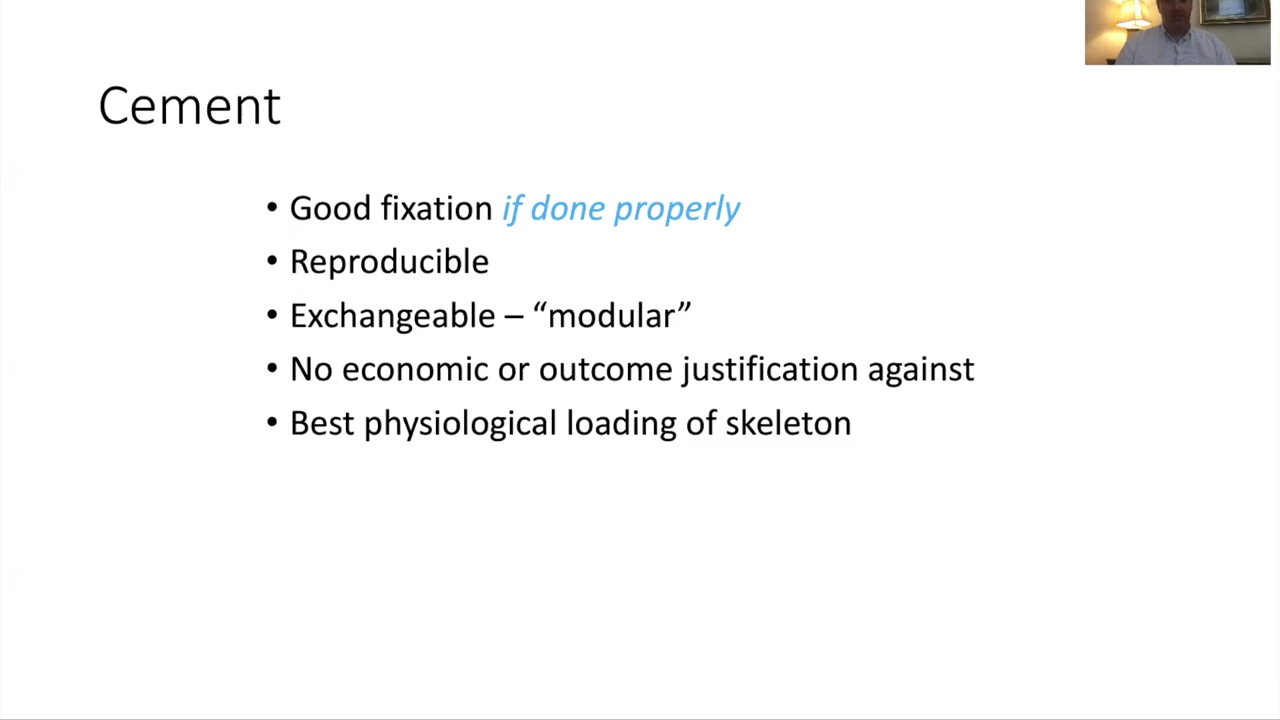 Cement
• Good fixation if done properly
• Reproducible
• Exchangeable – “modular”
• No economic or outcome justification against
• Best physiological loading of skeleton